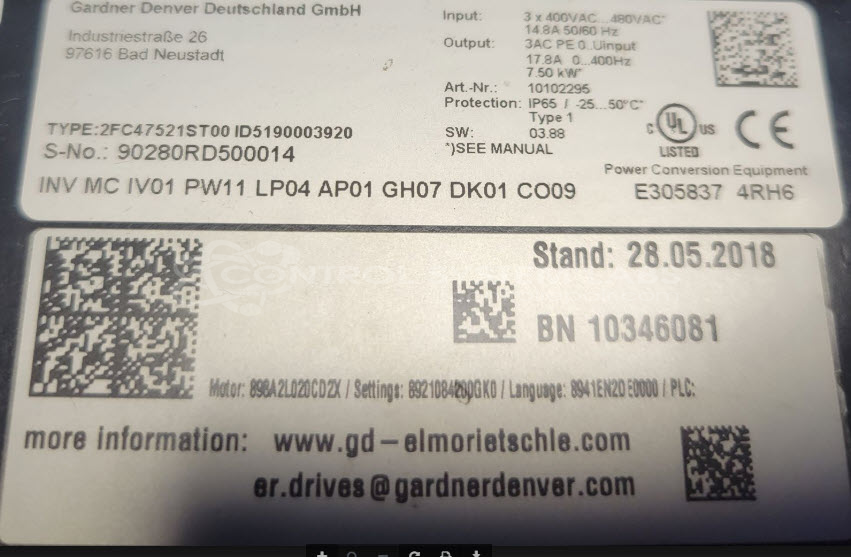 Gardner Denver Deutschland GmbH
Industriestraße 26
97616 Bad Neustadt
Input: 3 x 400VAC...480VAC*
14.8A 50/60 Hz
Output: 3AC PE 0..Uinput
17.8A 0...400Hz
7.50 kW*
Art.-Nr.: 10102295
Protection: IP65 / -25...50°C*
Type 1
SW: 03.88
*)SEE MANUAL
TYPE:2FC47521ST00 ID5190003920
S-No.: 90280RD500014
INV MC IV01 PW11 LP04 AP01 GH07 DK01 CO09
C UL US
LISTED
CE
Power Conversion Equipment
E305837 4RH6
Stand: 28.05.2018
BN 10346081
Motor: 898A2L020CD2X / Settings: / Language: 8941EN20E0000 / PLC:
more information: www.gd-elmorietschle.com
er.drives@gardnerdenver.com